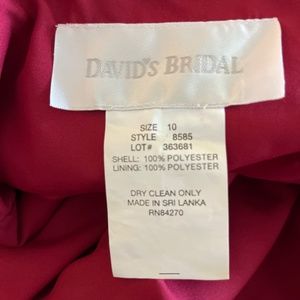 DAVID'S BRIDAL
SIZE 10
STYLE 8585
LOT# 363681
SHELL: 100% POLYESTER
LINING: 100% POLYESTER
DRY CLEAN ONLY
MADE IN SRI LANKA
RN84270